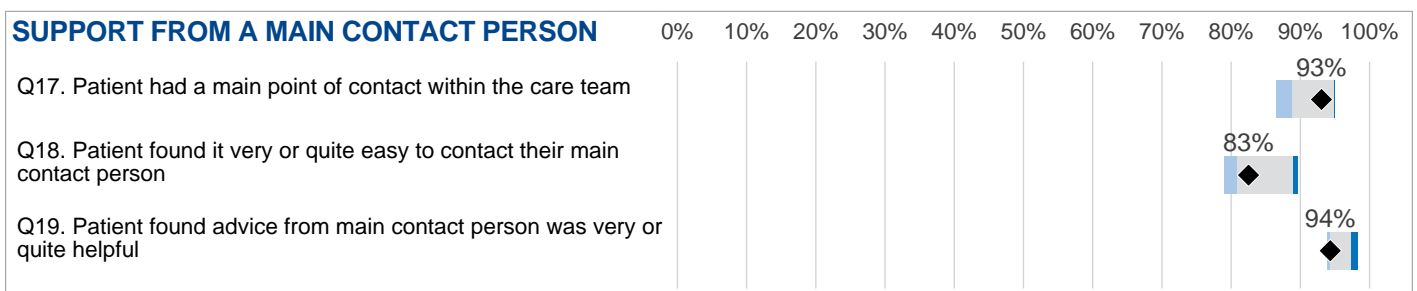 SUPPORT FROM A MAIN CONTACT PERSON 0% 10% 20% 30% 40% 50% 60% 70% 80% 90% 100%
93%
Q17. Patient had a main point of contact within the care team
83%
Q18. Patient found it very or quite easy to contact their main
contact person
94%
Q19. Patient found advice from main contact person was very or
quite helpful